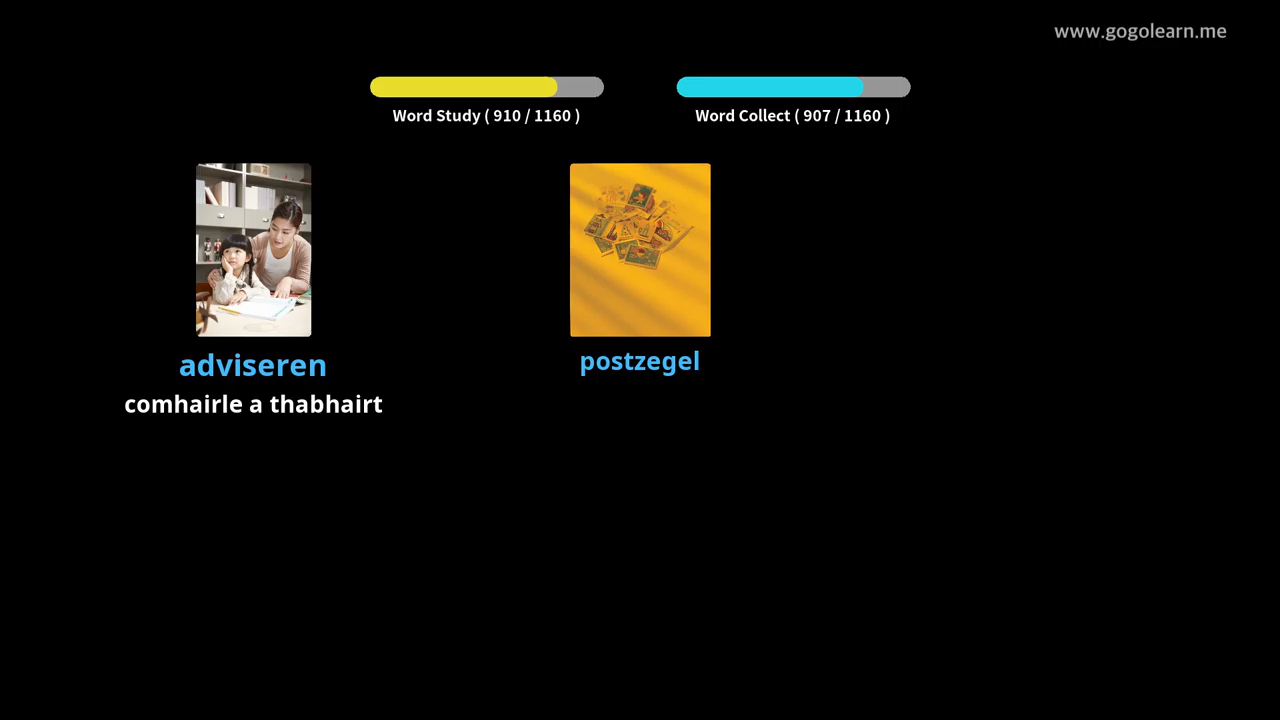 www.gogolearn.me
Word Study ( 910 / 1160 )
Word Collect ( 907 / 1160 )
adviseren
comhairle a thabhairt
postzegel